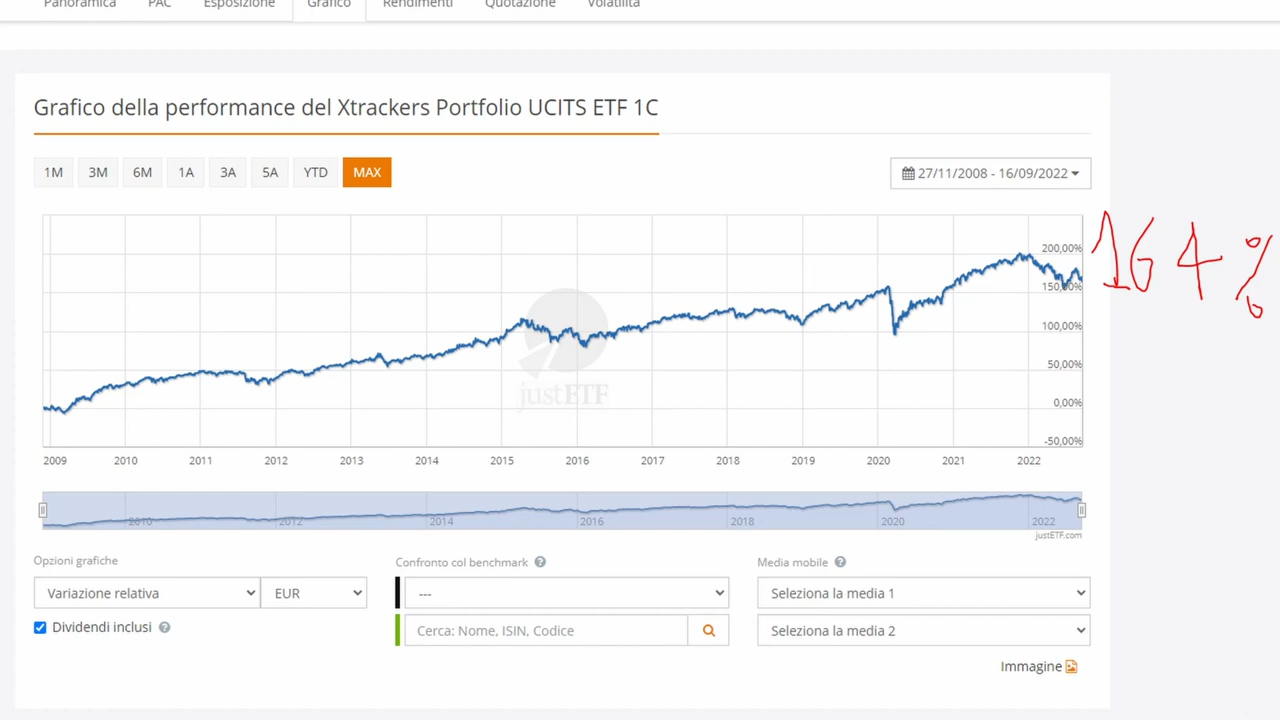 Panoramica PAC Esposizione Grafico Rendimenti Quotazione Volatilità
Grafico della performance del Xtrackers Portfolio UCITS ETF 1C
1M 3M 6M 1A 3A 5A YTD MAX 27/11/2008 - 16/09/2022
200,00%
164%
150,00%
100,00%
50,00%
0,00%
-50,00%
justETF
2009 2010 2011 2012 2013 2014 2015 2016 2017 2018 2019 2020 2021 2022
2010 2012 2014 2016 2018 2020 2022
justETF.com
Opzioni grafiche Confronto col benchmark ? Media mobile ?
Variazione relativa EUR --- Seleziona la media 1
Dividendi inclusi ? Cerca: Nome, ISIN, Codice Seleziona la media 2
Immagine